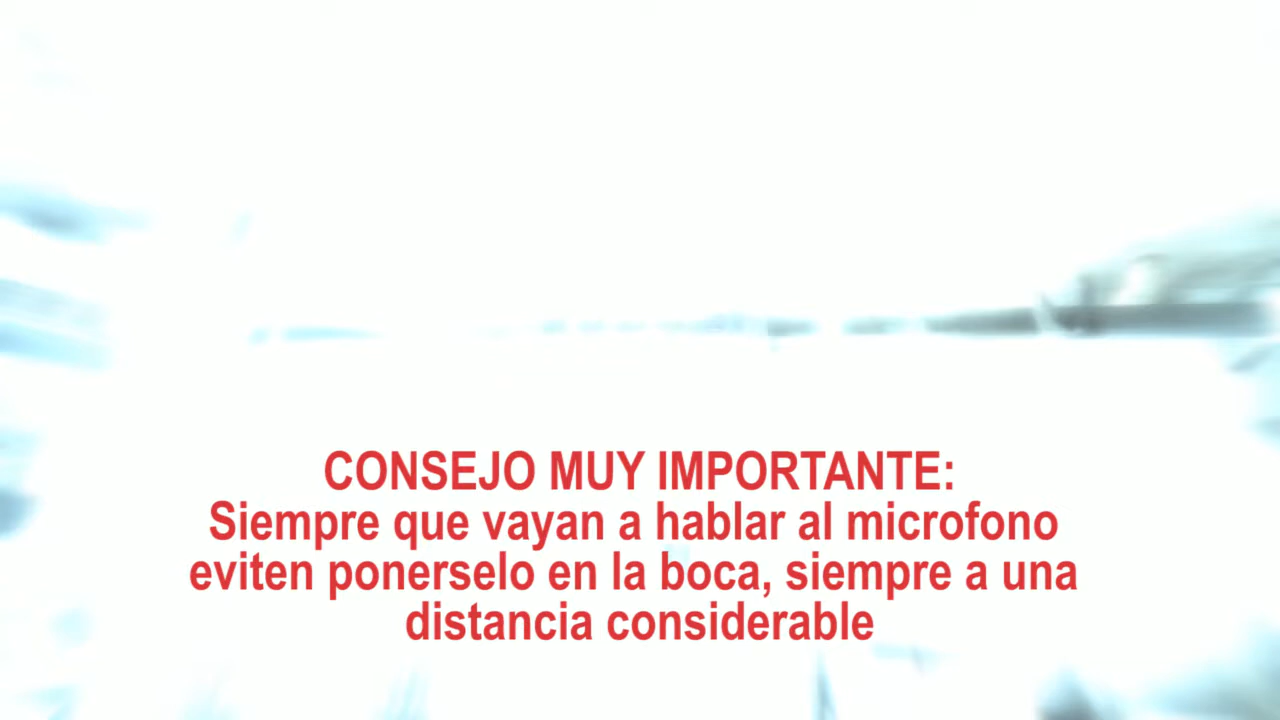 CONSEJO MUY IMPORTANTE:
Siempre que vayan a hablar al microfono
eviten ponerselo en la boca, siempre a una
distancia considerable